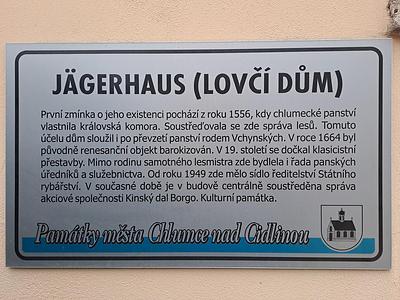 JÄGERHAUS (LOVČÍ DŮM)
První zmínka o jeho existenci pochází z roku 1556, kdy chlumecké panství
vlastnila královská komora. Soustřeďovala se zde správa lesů. Tomuto
účelu dům sloužil i po převzetí panství rodem Vchynských. V roce 1664 byl
původně renesanční objekt barokizován. V 19. století se dočkal klasicistní
přestavby. Mimo rodinu samotného lesmistra zde bydlela i řada panských
úředníků a služebnictva. Od roku 1949 zde mělo sídlo ředitelství Státního
rybářství. V současné době je v budově centrálně soustředěna správa
akciové společnosti Kinský dal Borgo. Kulturní památka.
Památky města Chlumce nad Cidlinou